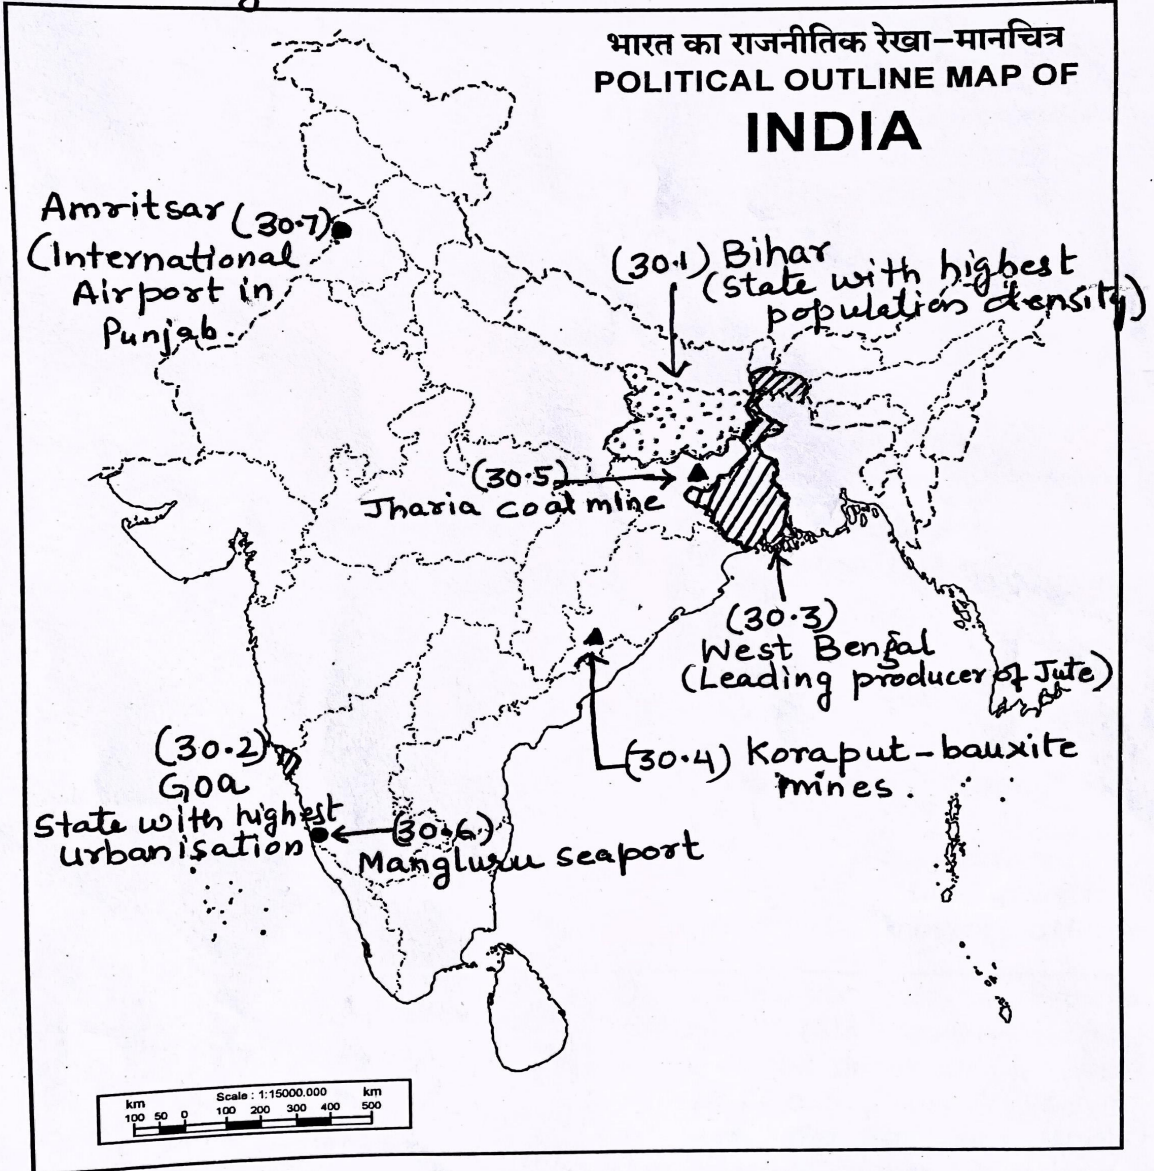 भारत का राजनीतिक रेखा-मानचित्र
POLITICAL OUTLINE MAP OF
INDIA
Amritsar (30.7)
(International
Airport in
Punjab.
(30.1) Bihar
(State with highest
population density)
(30.5)
Jharia coal mine
(30.3)
West Bengal
(Leading producer of Jute)
(30.2)
Goa
State with highest
urbanisation
(30.4) Koraput-bauxite
mines.
(30.6)
Mangluru seaport
Scale : 1:15000.000
km km
100 50 0 100 200 300 400 500